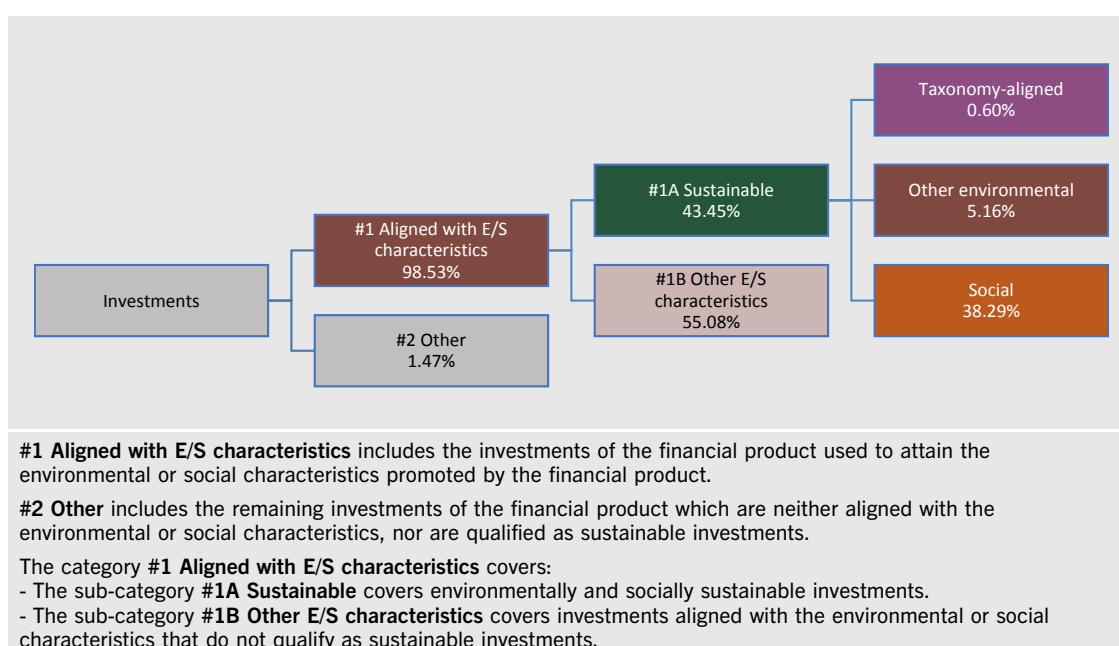 Investments
#1 Aligned with E/S
characteristics
98.53%
#2 Other
1.47%
#1A Sustainable
43.45%
#1B Other E/S
characteristics
55.08%
Taxonomy-aligned
0.60%
Other environmental
5.16%
Social
38.29%
#1 Aligned with E/S characteristics includes the investments of the financial product used to attain the
environmental or social characteristics promoted by the financial product.
#2 Other includes the remaining investments of the financial product which are neither aligned with the
environmental or social characteristics, nor are qualified as sustainable investments.
The category #1 Aligned with E/S characteristics covers:
- The sub-category #1A Sustainable covers environmentally and socially sustainable investments.
- The sub-category #1B Other E/S characteristics covers investments aligned with the environmental or social
characteristics that do not qualify as sustainable investments.